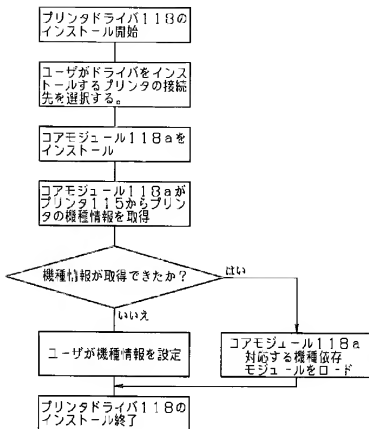 プリンタドライバ118の
インストール開始
ユーザがドライバをインス
トールするプリンタの接続
先を選択する。
コアモジュール118aを
インストール
コアモジュール118aが
プリンタ115からプリン
タの機種情報を取得
機種情報が取得できたか？
はい
いいえ
ユーザが機種情報を設定
コアモジュール118a
対応する機種依存
モジュールをロード
プリンタドライバ118の
インストール終了